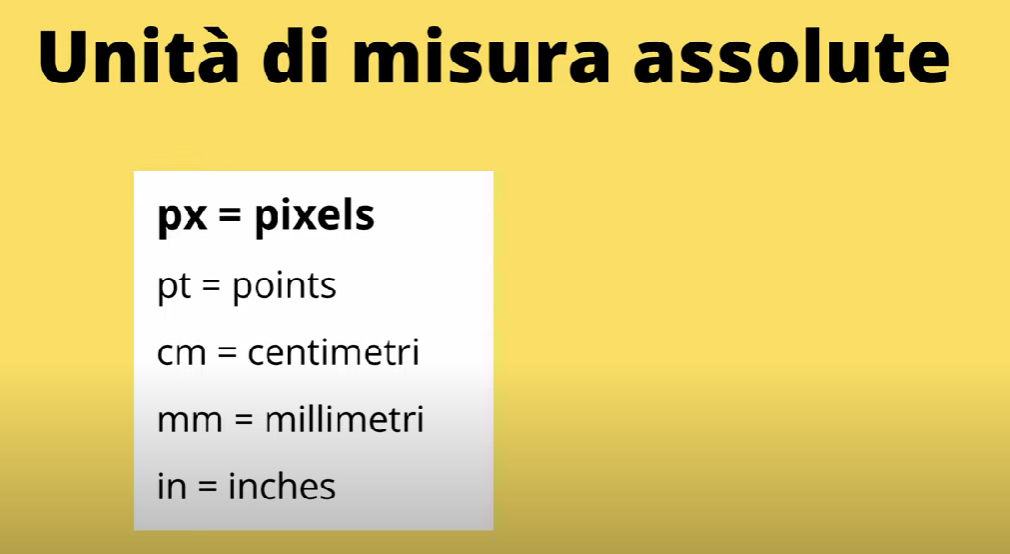 Unità di misura assolute
px = pixels
pt = points
cm = centimetri
mm = millimetri
in = inches